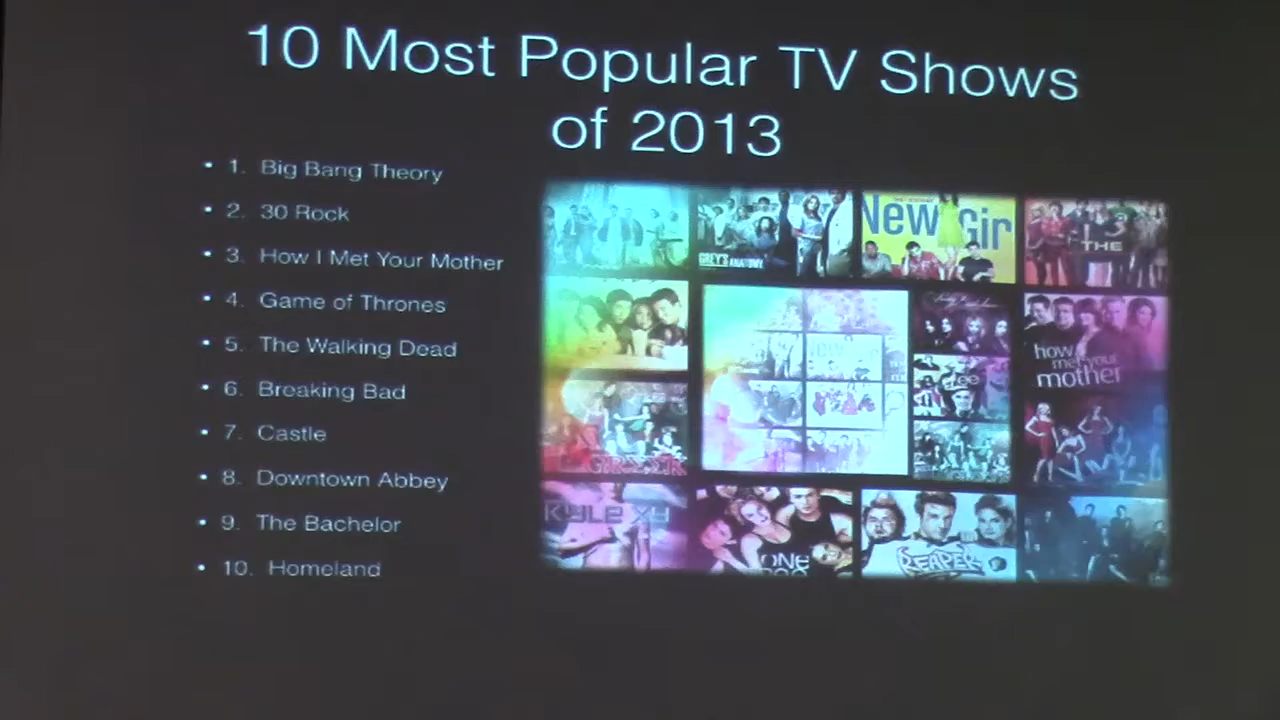 10 Most Popular TV Shows
of 2013
• 1. Big Bang Theory
• 2. 30 Rock
• 3. How I Met Your Mother
• 4. Game of Thrones
• 5. The Walking Dead
• 6. Breaking Bad
• 7. Castle
• 8. Downtown Abbey
• 9. The Bachelor
• 10. Homeland
GREY'S ANATOMY
New Girl
THE
how
met your
mother
KYLE XY
ONE
REAPER